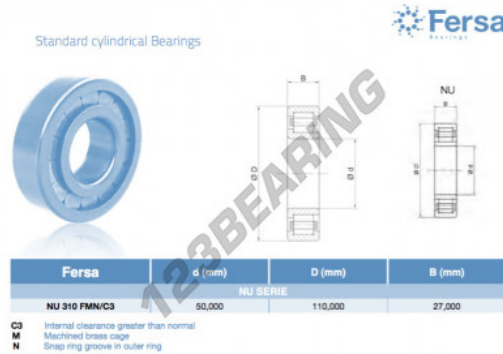 Fersa
Bearings
Standard cylindrical Bearings
B
Ø D
Ø d
NU
B
Ø D
Ø d
123BEARING
Fersa d (mm) D (mm) B (mm)
NU SERIE
NU 310 FMN/C3 50,000 110,000 27,000
C3 Internal clearance greater than normal
M Machined brass cage
N Snap ring groove in outer ring